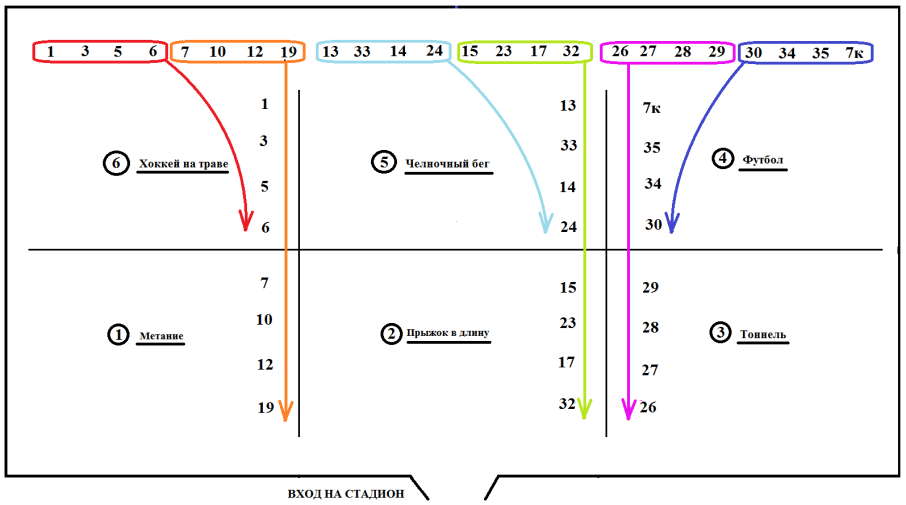 1 3 5 6 7 10 12 19 13 33 14 24 15 23 17 32 26 27 28 29 30 34 35 7к
1 13 7к
3 33 35
6 Хоккей на траве 5 Челночный бег 4 Футбол
5 14 34
6 24 30
7 15 29
10 23 28
1 Метание 2 Прыжок в длину 3 Тоннель
12 17 27
19 32 26
ВХОД НА СТАДИОН